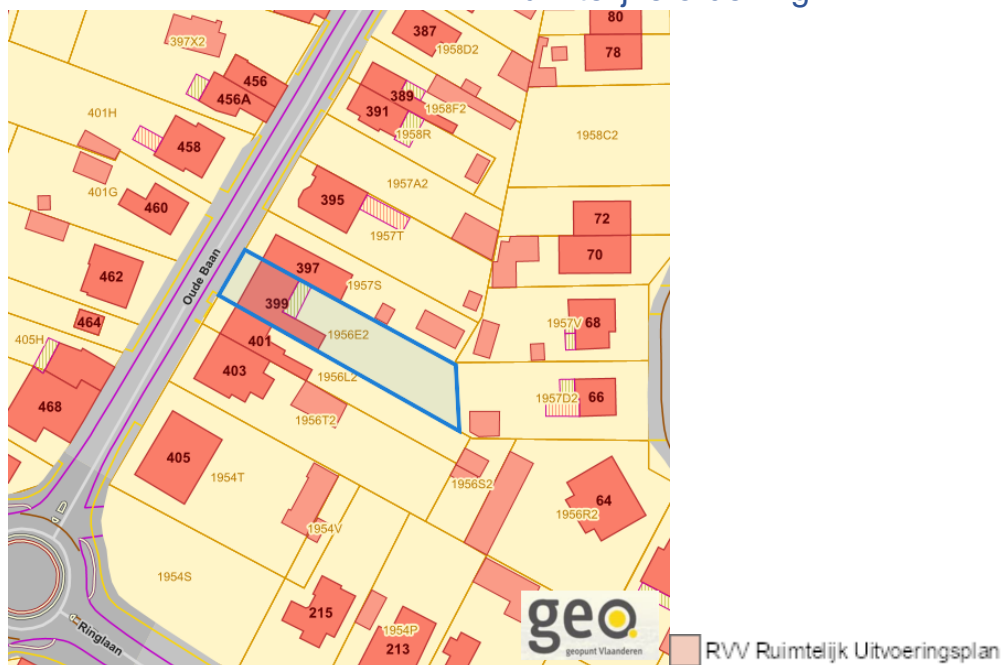 80
387
1958D2
78
397X2
456
456A
389
1958F2
391
401H
1958R
1958C2
458
1957A2
401G
395
460
72
1957T
70
Oude Baan
462
397
1957S
399
464
1957V
68
1956E2
405H
401
403
1956L2
1957D2
66
468
1956T2
405
1954T
1956S2
64
1956R2
1954V
1954S
215
1954P
213
Ringlaan
geo.
geopunt Vlaanderen
RVV Ruimtelijk Uitvoeringsplan